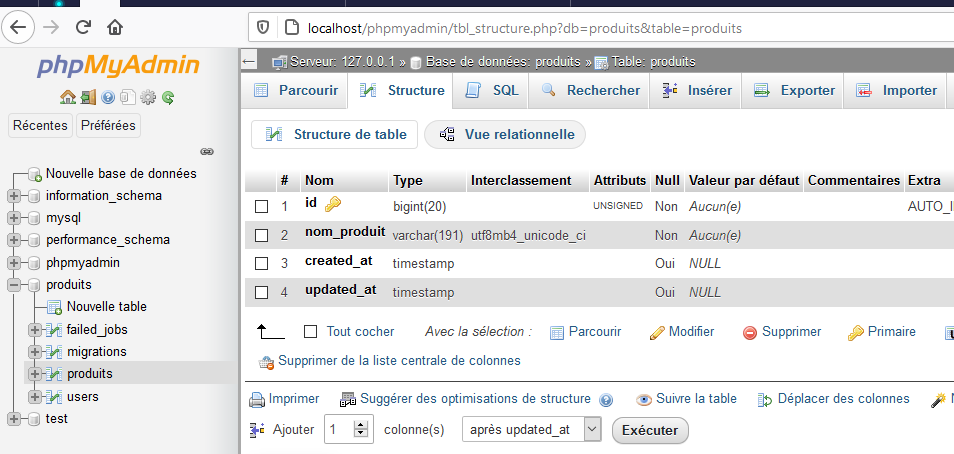 localhost/phpmyadmin/tbl_structure.php?db=produits&table=produits
phpMyAdmin
Récentes Préférées
Nouvelle base de données
information_schema
mysql
performance_schema
phpmyadmin
produits
Nouvelle table
failed_jobs
migrations
produits
users
test
Serveur: 127.0.0.1 » Base de données: produits » Table: produits
Parcourir Structure SQL Rechercher Insérer Exporter Importer
Structure de table Vue relationnelle
# Nom Type Interclassement Attributs Null Valeur par défaut Commentaires Extra
1 id bigint(20) UNSIGNED Non Aucun(e)
2 nom_produit varchar(191) utf8mb4_unicode_ci Non Aucun(e)
3 created_at timestamp Oui NULL
4 updated_at timestamp Oui NULL
Tout cocher Avec la sélection : Parcourir Modifier Supprimer Primaire
Supprimer de la liste centrale de colonnes
Imprimer Suggérer des optimisations de structure Suivre la table Déplacer des colonnes
Ajouter 1 colonne(s) après updated_at Exécuter